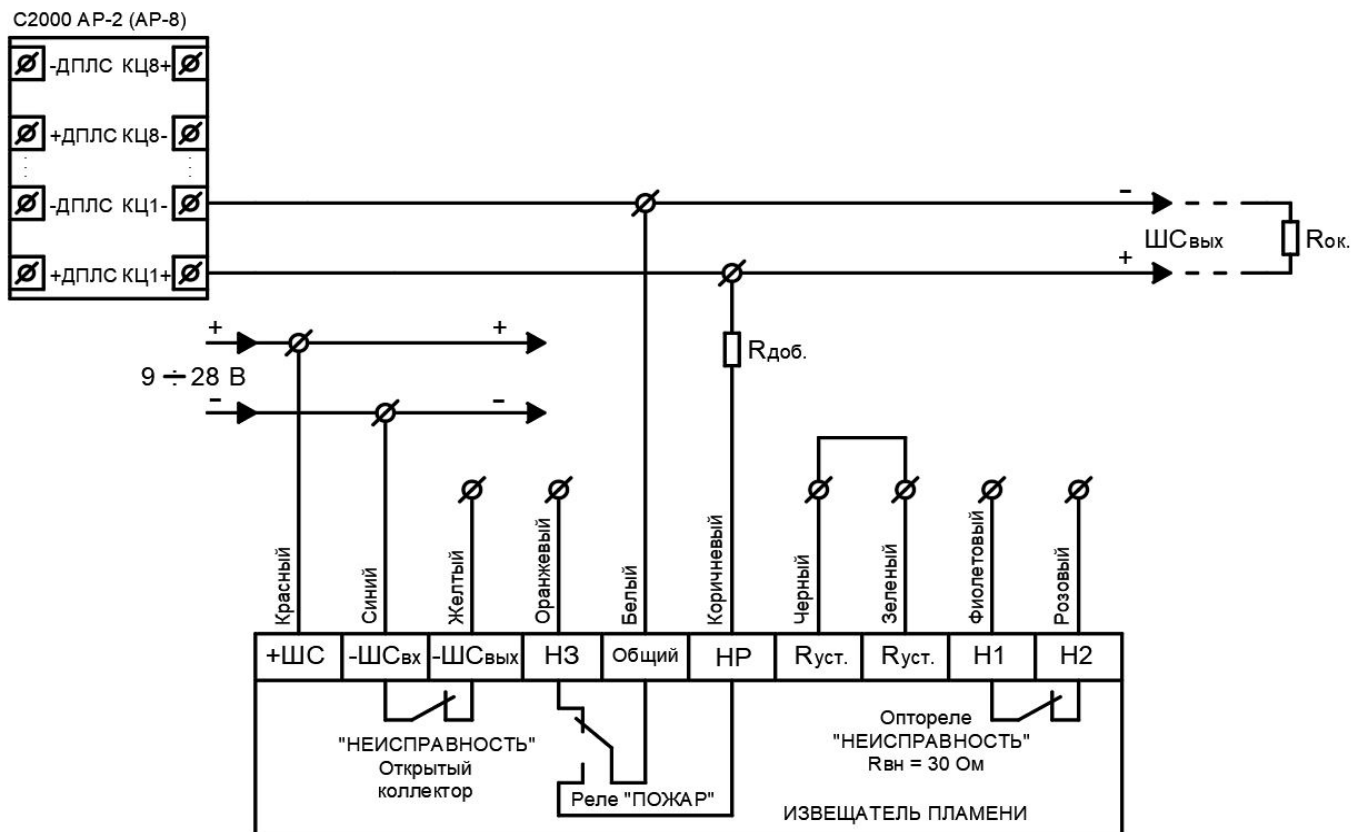 С2000 АР-2 (АР-8)
-ДПЛС КЦ8+
+ДПЛС КЦ8-
-ДПЛС КЦ1-
+ДПЛС КЦ1+
-
ШСвых
+
Rок.
+ +
9 ÷ 28 В
- -
Rдоб.
Красный
Синий
Желтый
Оранжевый
Белый
Коричневый
Черный
Зеленый
Фиолетовый
Розовый
+ШС -ШСвх -ШСвых НЗ Общий НР Rуст. Rуст. Н1 Н2
"НЕИСПРАВНОСТЬ"
Открытый
коллектор
Реле "ПОЖАР"
Оптореле
"НЕИСПРАВНОСТЬ"
Rвн = 30 Ом
ИЗВЕЩАТЕЛЬ ПЛАМЕНИ